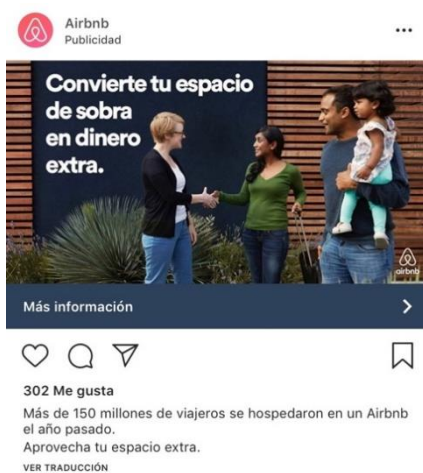 Airbnb
Publicidad
Convierte tu espacio
de sobra
en dinero
extra.
airbnb
Más información
302 Me gusta
Más de 150 millones de viajeros se hospedaron en un Airbnb
el año pasado.
Aprovecha tu espacio extra.
VER TRADUCCIÓN